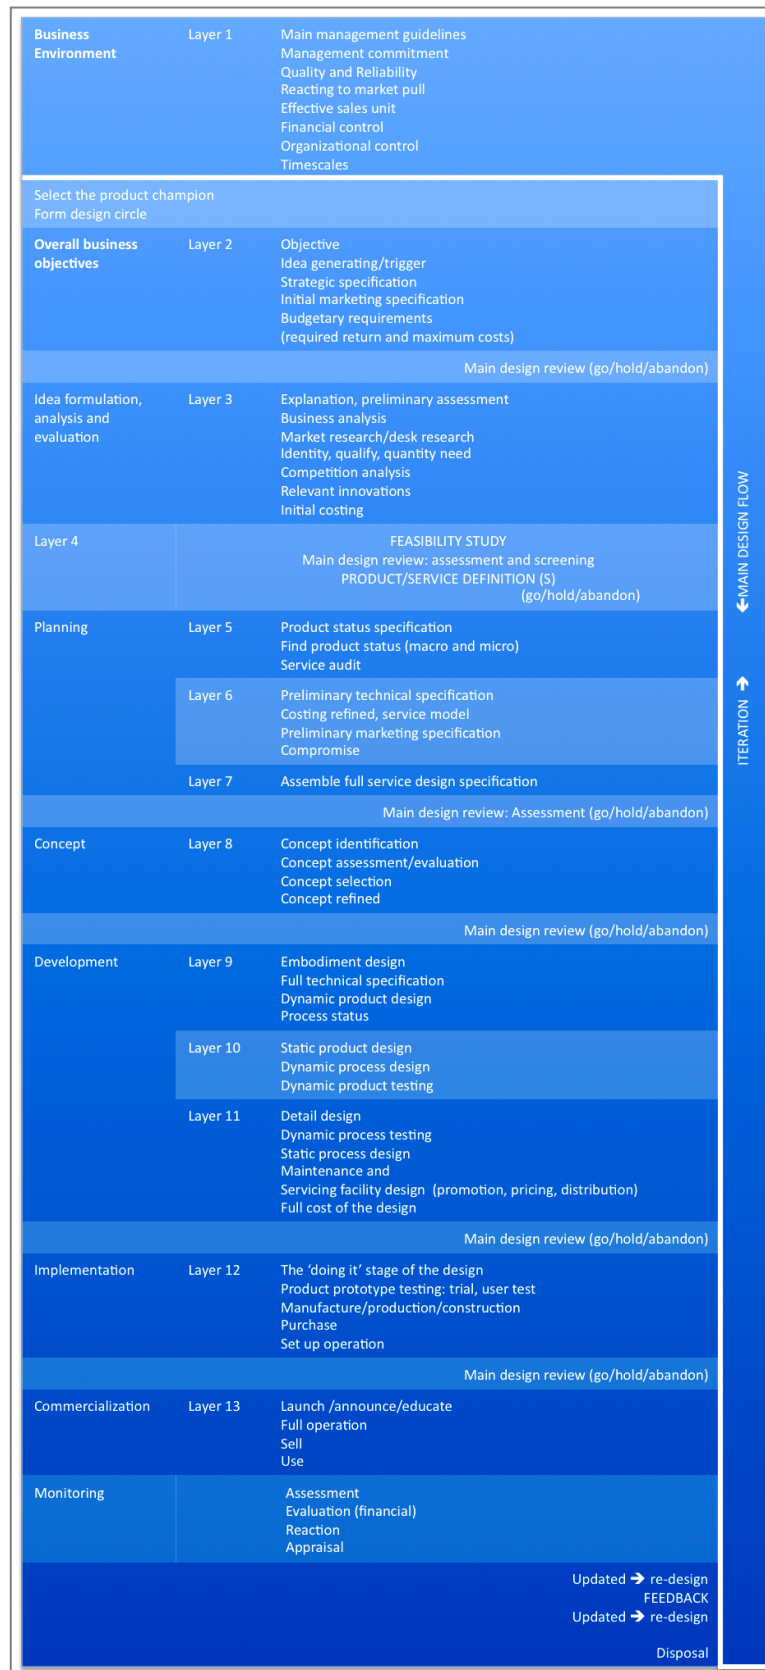 Business Environment
Layer 1
Main management guidelines
Management commitment
Quality and Reliability
Reacting to market pull
Effective sales unit
Financial control
Organizational control
Timescales
Select the product champion
Form design circle
Overall business objectives
Layer 2
Objective
Idea generating/trigger
Strategic specification
Initial marketing specification
Budgetary requirements
(required return and maximum costs)
Main design review (go/hold/abandon)
Idea formulation,
analysis and
evaluation
Layer 3
Explanation, preliminary assessment
Business analysis
Market research/desk research
Identity, qualify, quantity need
Competition analysis
Relevant innovations
Initial costing
Layer 4
FEASIBILITY STUDY
Main design review: assessment and screening
PRODUCT/SERVICE DEFINITION (S)
(go/hold/abandon)
Planning
Layer 5
Product status specification
Find product status (macro and micro)
Service audit
Layer 6
Preliminary technical specification
Costing refined, service model
Preliminary marketing specification
Compromise
Layer 7
Assemble full service design specification
Main design review: Assessment (go/hold/abandon)
Concept
Layer 8
Concept identification
Concept assessment/evaluation
Concept selection
Concept refined
Main design review (go/hold/abandon)
Development
Layer 9
Embodiment design
Full technical specification
Dynamic product design
Process status
Layer 10
Static product design
Dynamic process design
Dynamic product testing
Layer 11
Detail design
Dynamic process testing
Static process design
Maintenance and
Servicing facility design (promotion, pricing, distribution)
Full cost of the design
Main design review (go/hold/abandon)
Implementation
Layer 12
The ‘doing it’ stage of the design
Product prototype testing: trial, user test
Manufacture/production/construction
Purchase
Set up operation
Main design review (go/hold/abandon)
Commercialization
Layer 13
Launch /announce/educate
Full operation
Sell
Use
Monitoring
Assessment
Evaluation (financial)
Reaction
Appraisal
Updated ➔ re-design
FEEDBACK
Updated ➔ re-design
Disposal
🡰MAIN DESIGN FLOW
ITERATION ➔